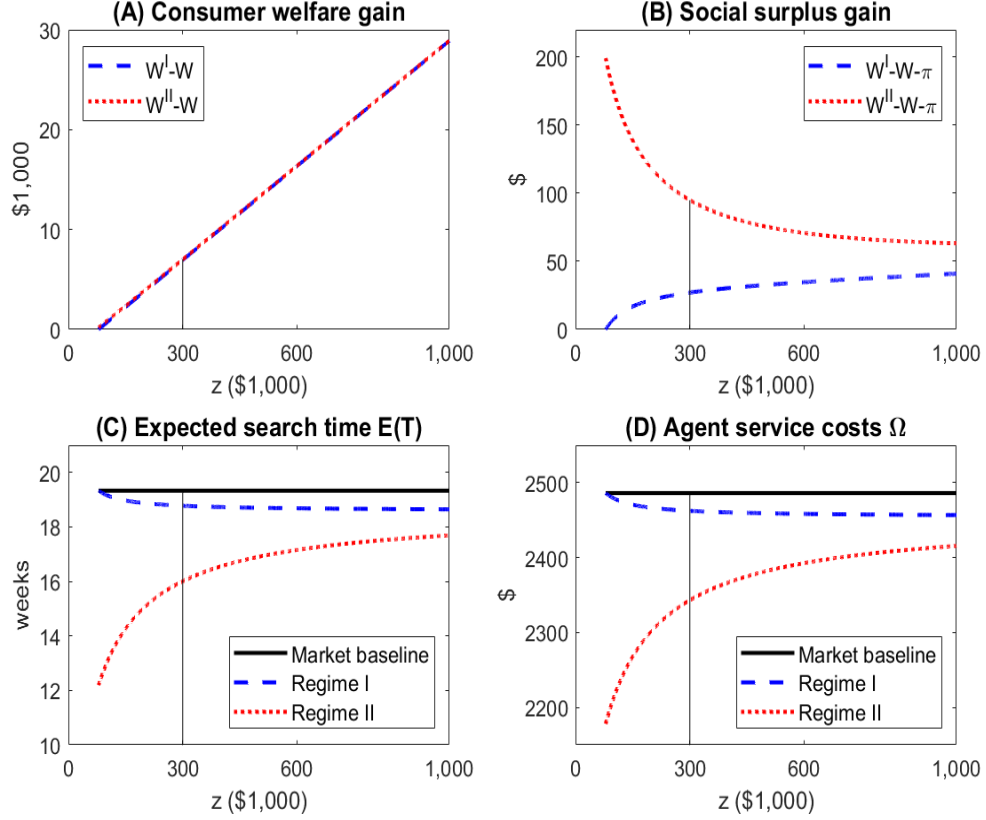 (A) Consumer welfare gain
30
20
10
0
$1,000
W^I-W
W^II-W
0
300
600
1,000
z ($1,000)
(B) Social surplus gain
200
150
100
50
0
$
W^I-W-π
W^II-W-π
0
300
600
1,000
z ($1,000)
(C) Expected search time E(T)
20
18
16
14
12
10
weeks
Market baseline
Regime I
Regime II
0
300
600
1,000
z ($1,000)
(D) Agent service costs Ω
2500
2400
2300
2200
$
Market baseline
Regime I
Regime II
0
300
600
1,000
z ($1,000)